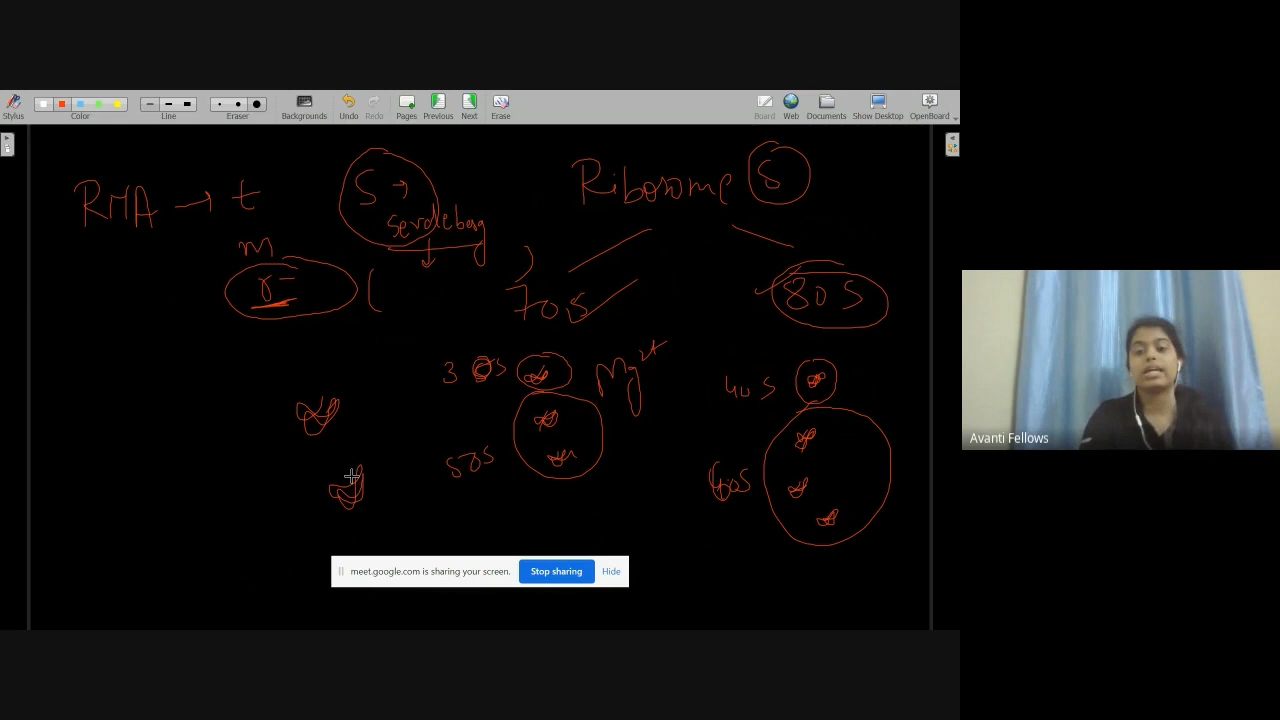 Stylus Color Line Eraser Backgrounds Undo Redo Pages Previous Next Erase Board Web Documents Show Desktop OpenBoard
RNA → t
m
r
S →
Ribosome S
70S
80S
30S
Mg2+
40S
50S
60S
Avanti Fellows
meet.google.com is sharing your screen. Stop sharing Hide